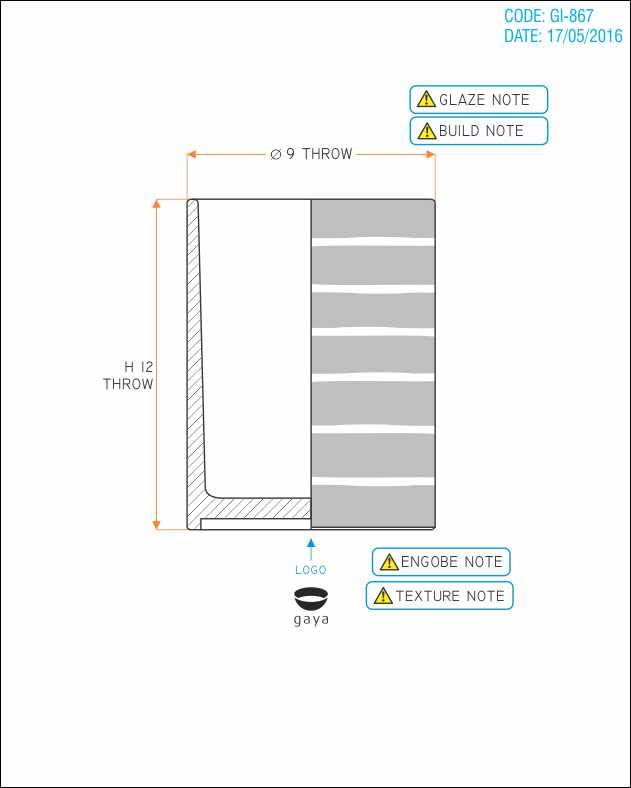 CODE: GI-867
DATE: 17/05/2016
GLAZE NOTE
BUILD NOTE
Ø 9 THROW
H 12
THROW
ENGOBE NOTE
LOGO
TEXTURE NOTE
gaya